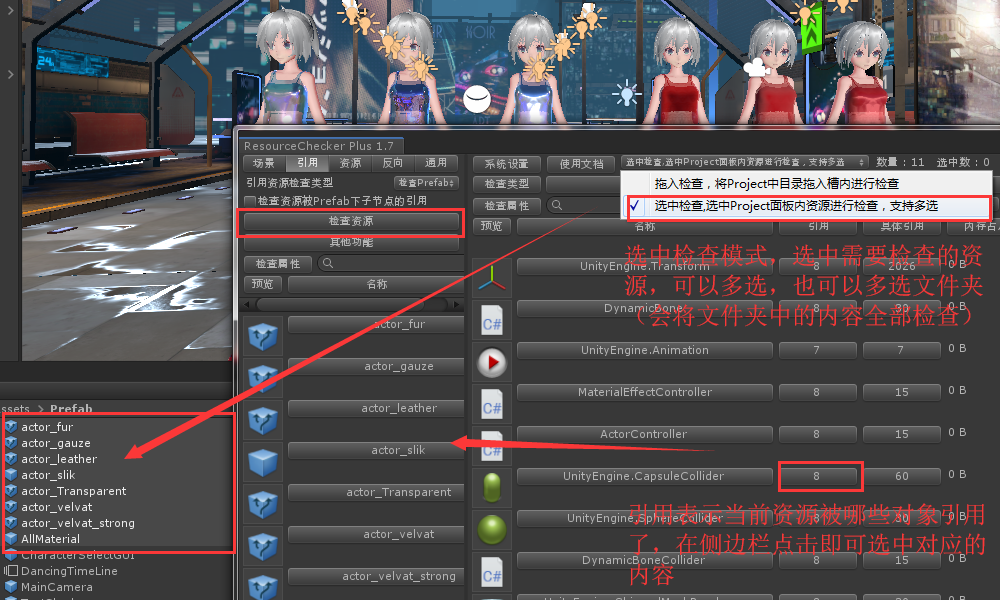 ResourceChecker Plus 1.7
场景 引用 资源 反向 通用
引用资源检查类型 检查Prefab
检查资源被Prefab下子节点的引用
检查资源
其他功能
检查属性
预览 名称
actor_fur
actor_gauze
actor_leather
actor_slik
actor_Transparent
actor_velvat
actor_velvat_strong
系统设置 使用文档 选中检查,选中Project面板内资源进行检查，支持多选 数量：11 选中数：0
检查类型
检查属性
拖入检查，将Project中目录拖入槽内进行检查
选中检查,选中Project面板内资源进行检查，支持多选
预览 名称 引用 具体引用 内存占
UnityEngine.Transform 8 2026 0 B
DynamicBone 8 30 0 B
UnityEngine.Animation 7 7 0 B
MaterialEffectController 8 15 0 B
ActorController 8 15 0 B
UnityEngine.CapsuleCollider 8 60 0 B
UnityEngine.SphereCollider 8 30 0 B
DynamicBoneCollider 8 15 0 B
选中检查模式，选中需要检查的资
源，可以多选，也可以多选文件夹
（会将文件夹中的内容全部检查）
引用表示当前资源被哪些对象引用
了，在侧边栏点击即可选中对应的
内容
ssets > Prefab
actor_fur
actor_gauze
actor_leather
actor_slik
actor_Transparent
actor_velvat
actor_velvat_strong
AllMaterial
CharacterSelectGUI
DancingTimeLine
MainCamera